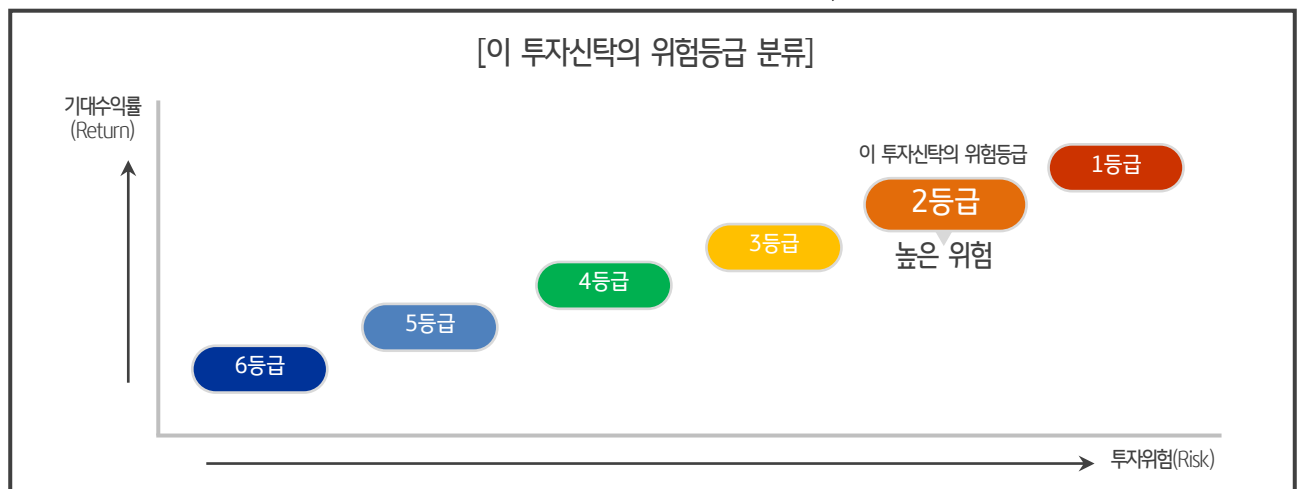 [이 투자신탁의 위험등급 분류]
기대수익률
(Return)
이 투자신탁의 위험등급
1등급
2등급
높은 위험
3등급
4등급
5등급
6등급
투자위험(Risk)